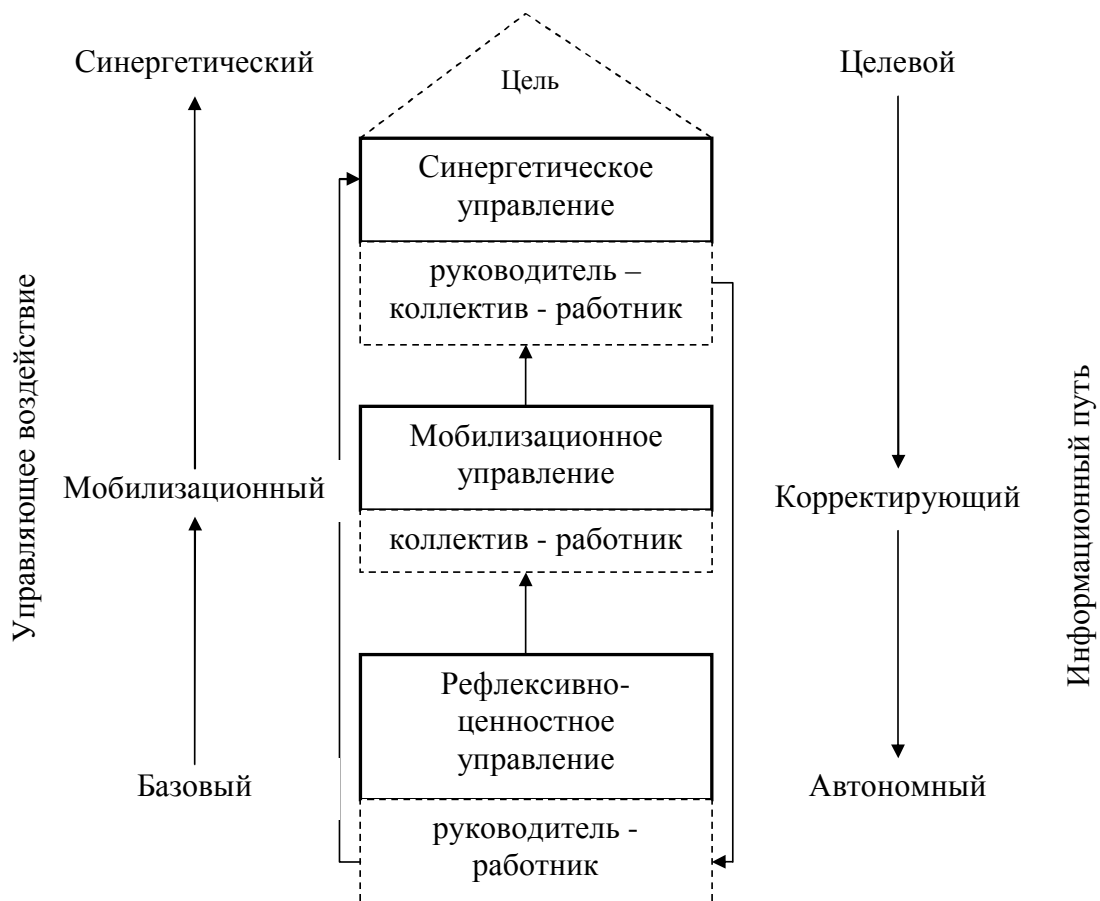 Синергетический
Цель
Целевой
Синергетическое
управление
руководитель –
коллектив - работник
Управляющее воздействие
Мобилизационный
Мобилизационное
управление
коллектив - работник
Корректирующий
Информационный путь
Базовый
Рефлексивно-
ценностное
управление
руководитель -
работник
Автономный